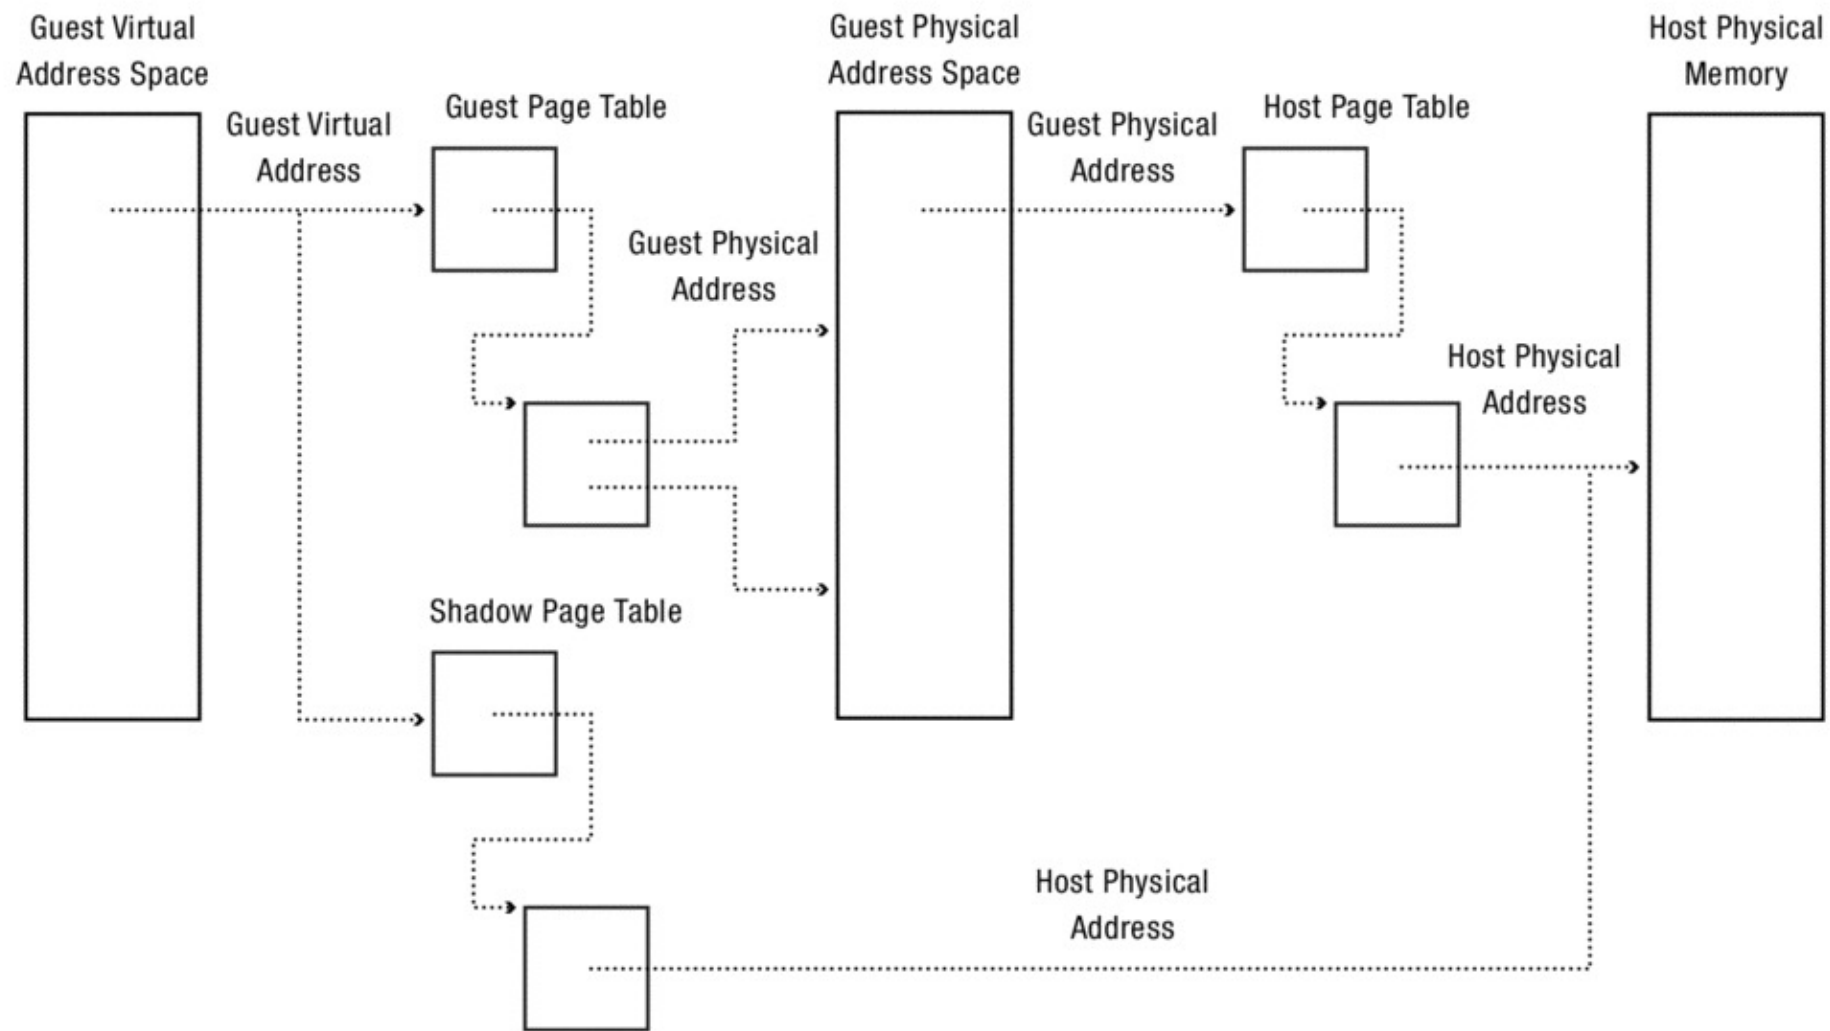 Guest Virtual
Address Space
Guest Virtual
Address
Guest Page Table
Guest Physical
Address
Guest Physical
Address Space
Guest Physical
Address
Host Page Table
Host Physical
Address
Host Physical
Memory
Shadow Page Table
Host Physical
Address